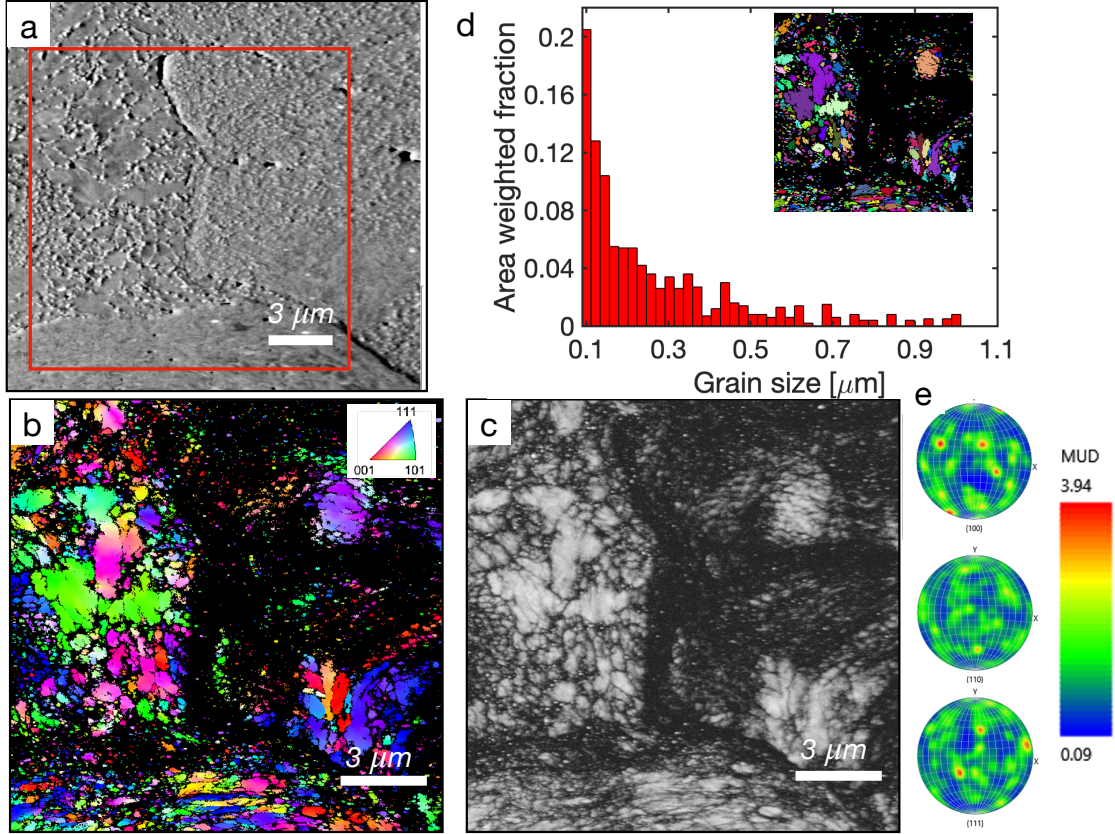 a
3 μm
d
Area weighted fraction
0.2
0.16
0.12
0.08
0.04
0
0.1
0.3
0.5
0.7
0.9
1.1
Grain size [μm]
b
111
001
101
3 μm
c
3 μm
e
X
{100}
Y
X
{110}
Y
X
{111}
MUD
3.94
0.09